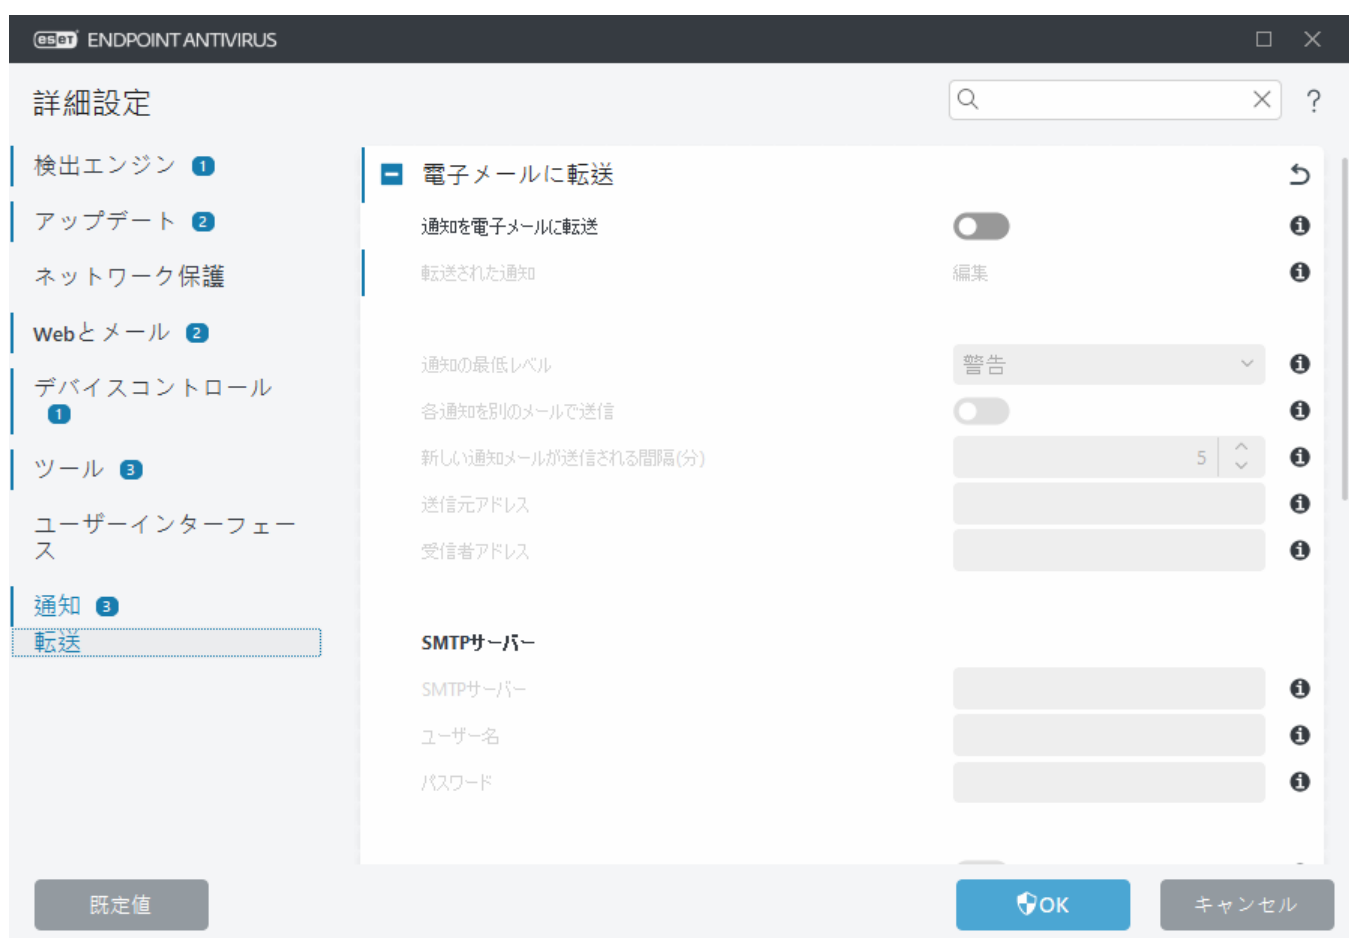 eset ENDPOINT ANTIVIRUS
詳細設定
?
検出エンジン 1
アップデート 2
ネットワーク保護
Webとメール 2
デバイスコントロール
1
ツール 3
ユーザーインターフェー
ス
通知 3
転送
電子メールに転送
通知を電子メールに転送
転送された通知 編集
通知の最低レベル 警告
各通知を別のメールで送信
新しい通知メールが送信される間隔(分) 5
送信元アドレス
受信者アドレス
SMTPサーバー
SMTPサーバー
ユーザー名
パスワード
既定値
OK
キャンセル